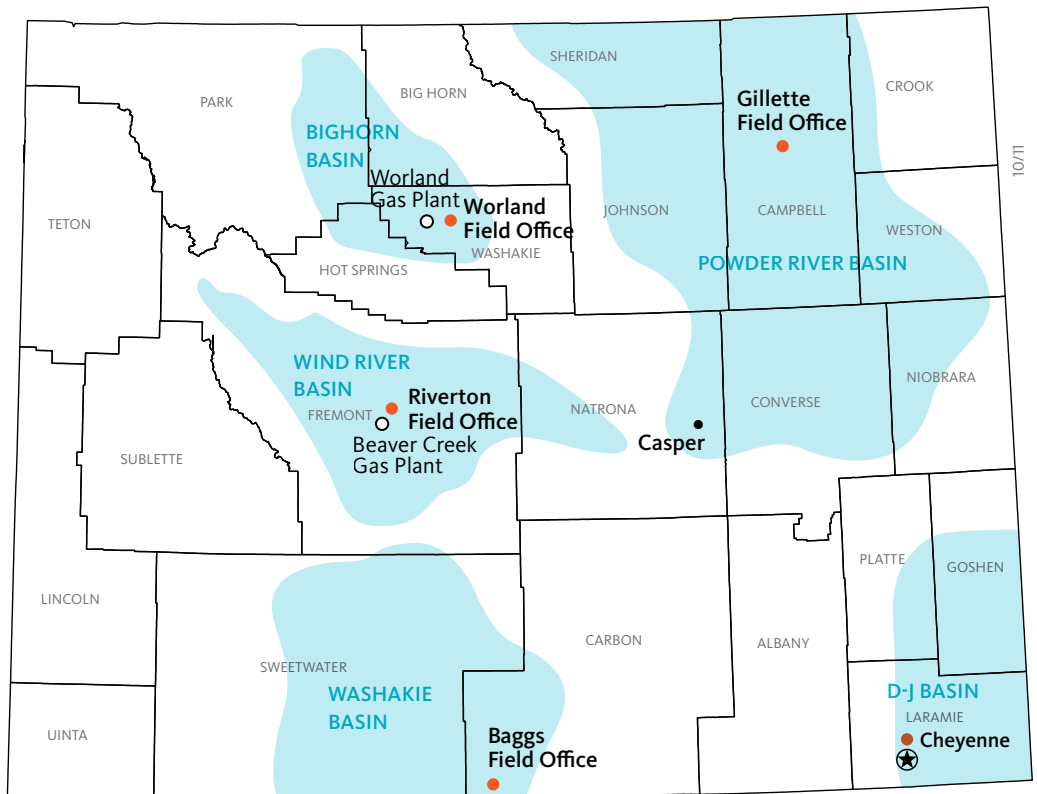 SHERIDAN
CROOK
BIG HORN
PARK
Gillette
Field Office
BIGHORN
BASIN
10/11
Worland
Gas Plant
Worland
Field Office
JOHNSON
CAMPBELL
TETON
WESTON
WASHAKIE
HOT SPRINGS
POWDER RIVER BASIN
WIND RIVER
BASIN
NIOBRARA
Riverton
Field Office
FREMONT
NATRONA
CONVERSE
Beaver Creek
Gas Plant
Casper
SUBLETTE
PLATTE
GOSHEN
LINCOLN
CARBON
ALBANY
SWEETWATER
WASHAKIE
BASIN
D-J BASIN
LARAMIE
UINTA
Baggs
Field Office
Cheyenne